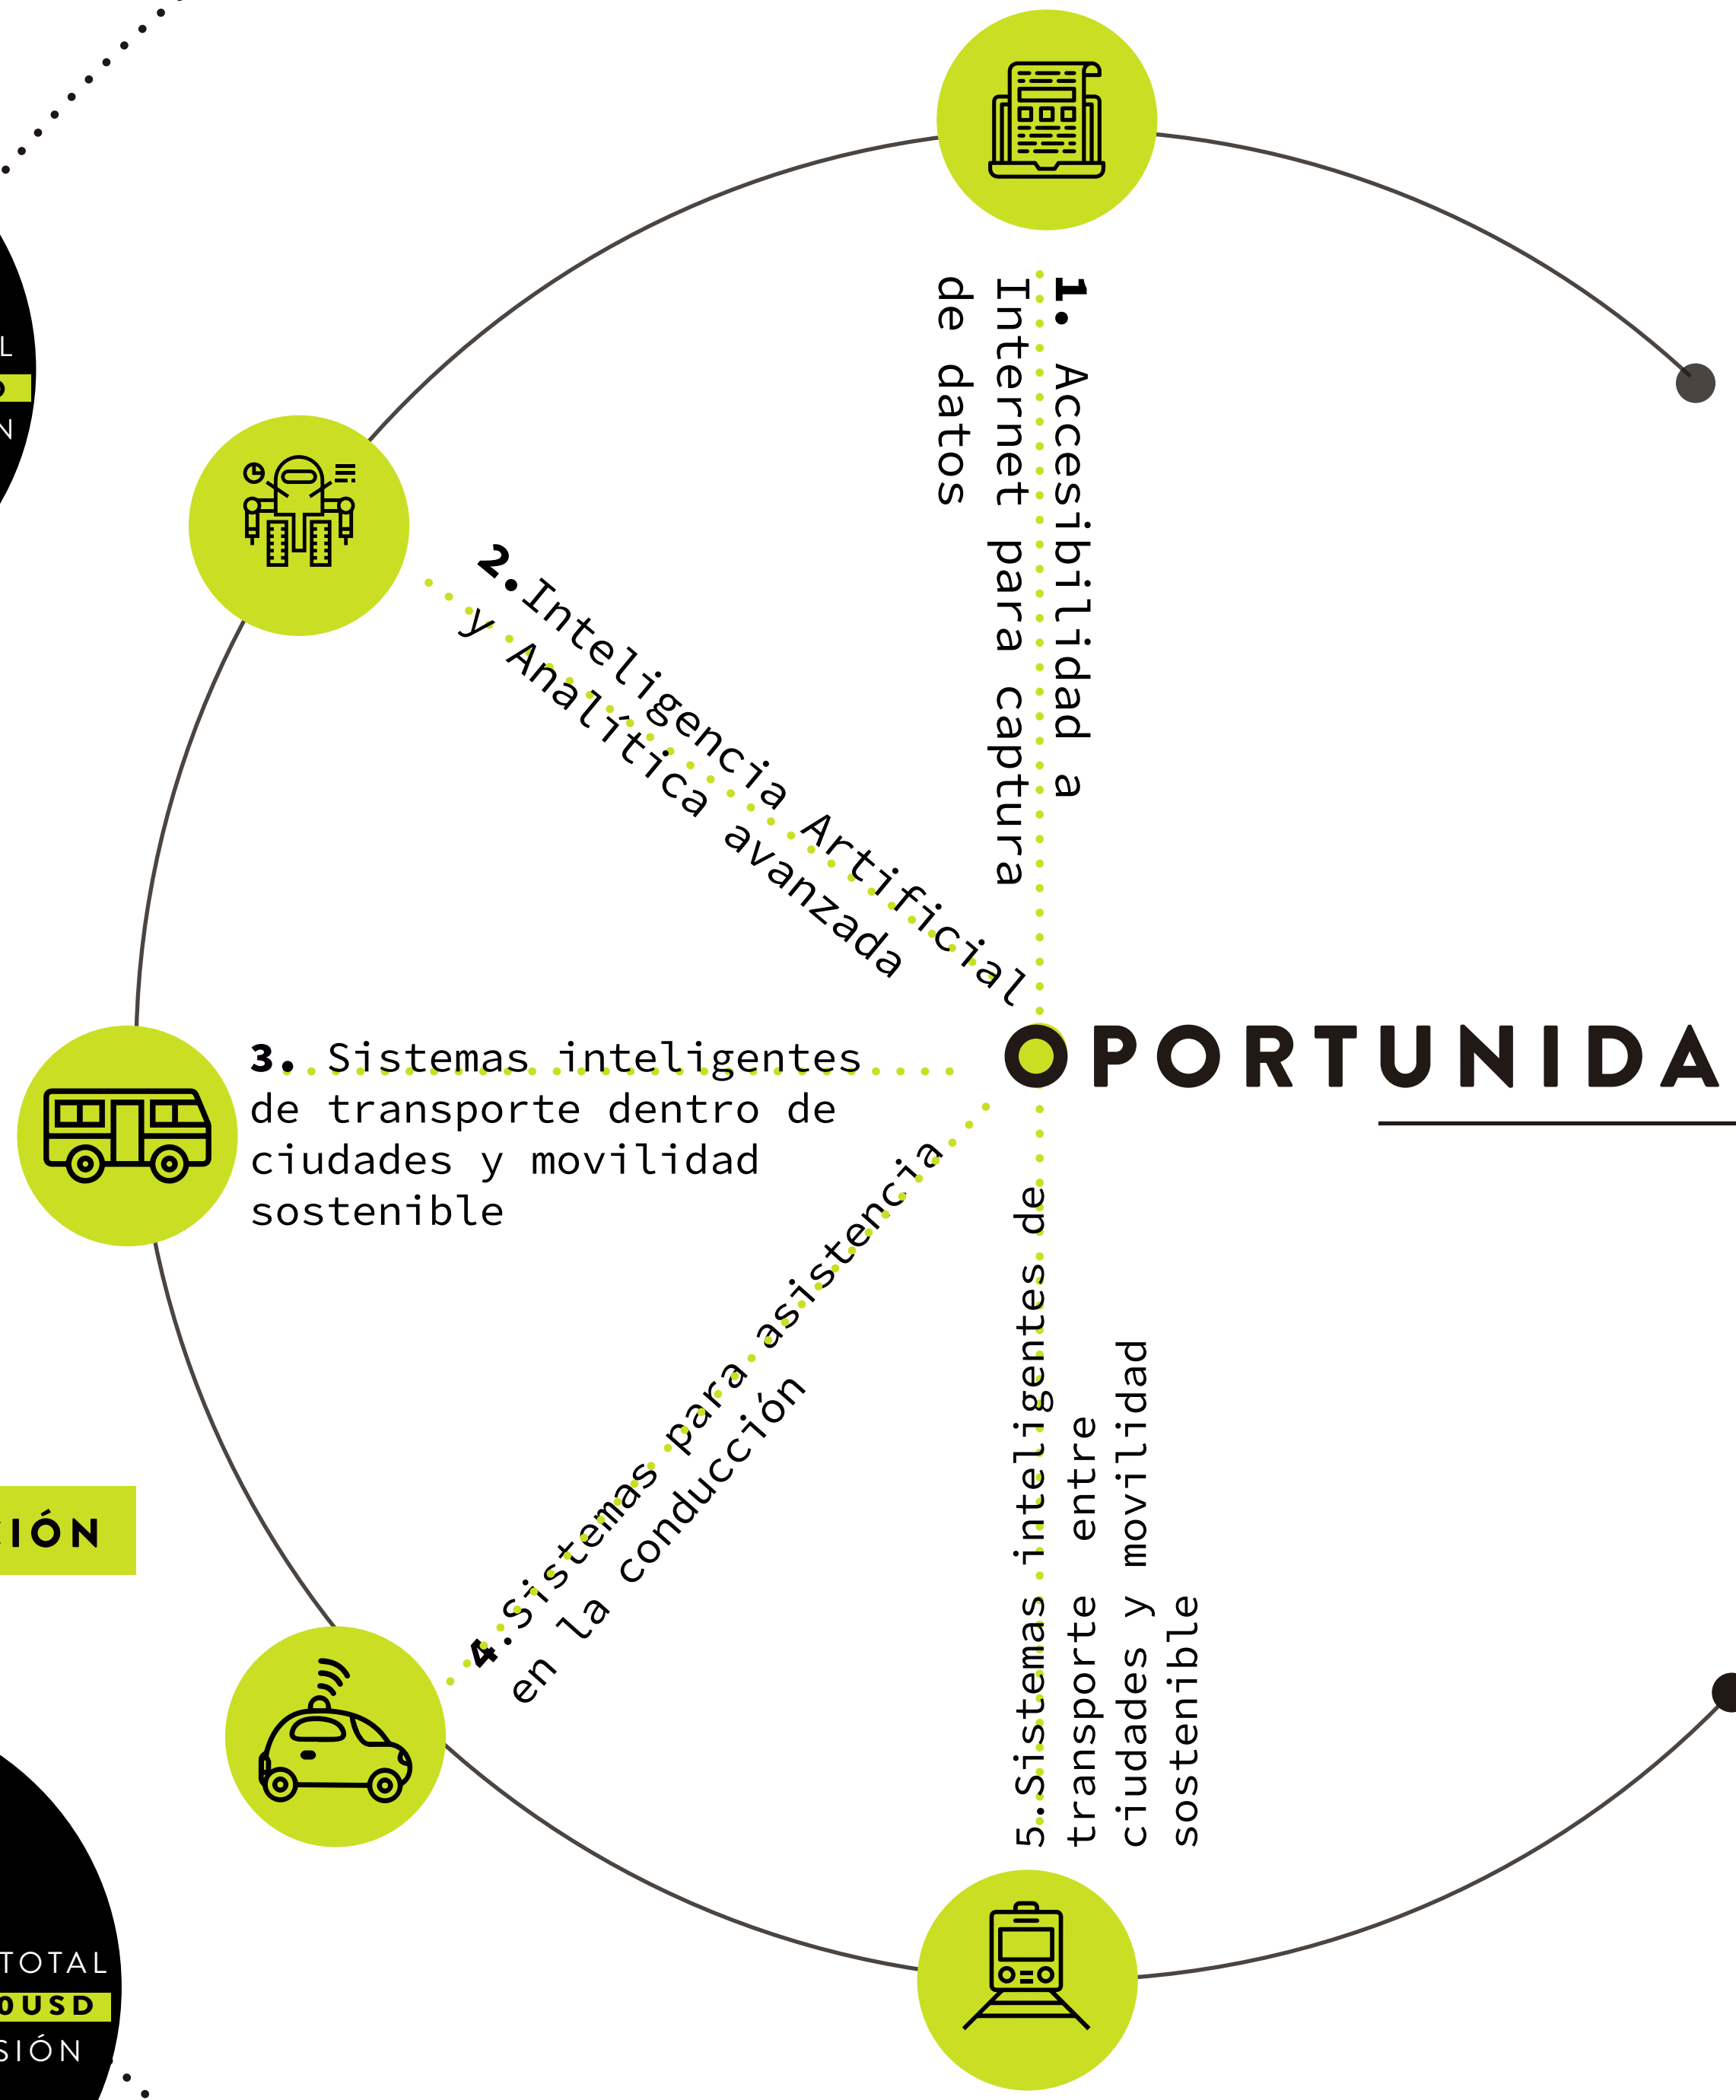 1. Accesibilidad a
Internet para captura
de datos
2.Inteligencia Artificial
y Analítica avanzada
3. Sistemas inteligentes
de transporte dentro de
ciudades y movilidad
sostenible
OPORTUNIDA
4.Sistemas para asistencia
en la conducción
5.Sistemas inteligentes de
transporte entre
ciudades y movilidad
sostenible
IÓN
TOTAL
0USD
SIÓN